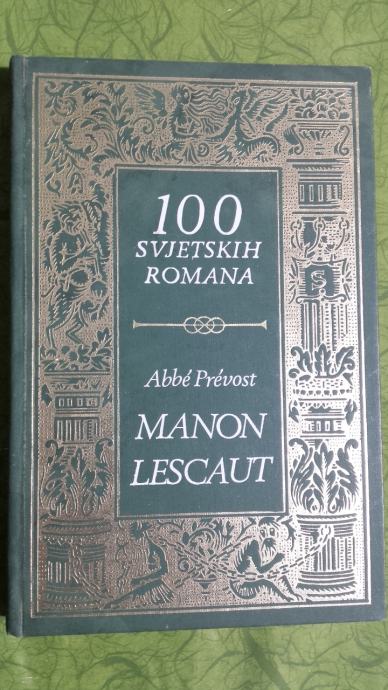 100
SVJETSKIH
ROMANA
Abbé Prévost
MANON
LESCAUT